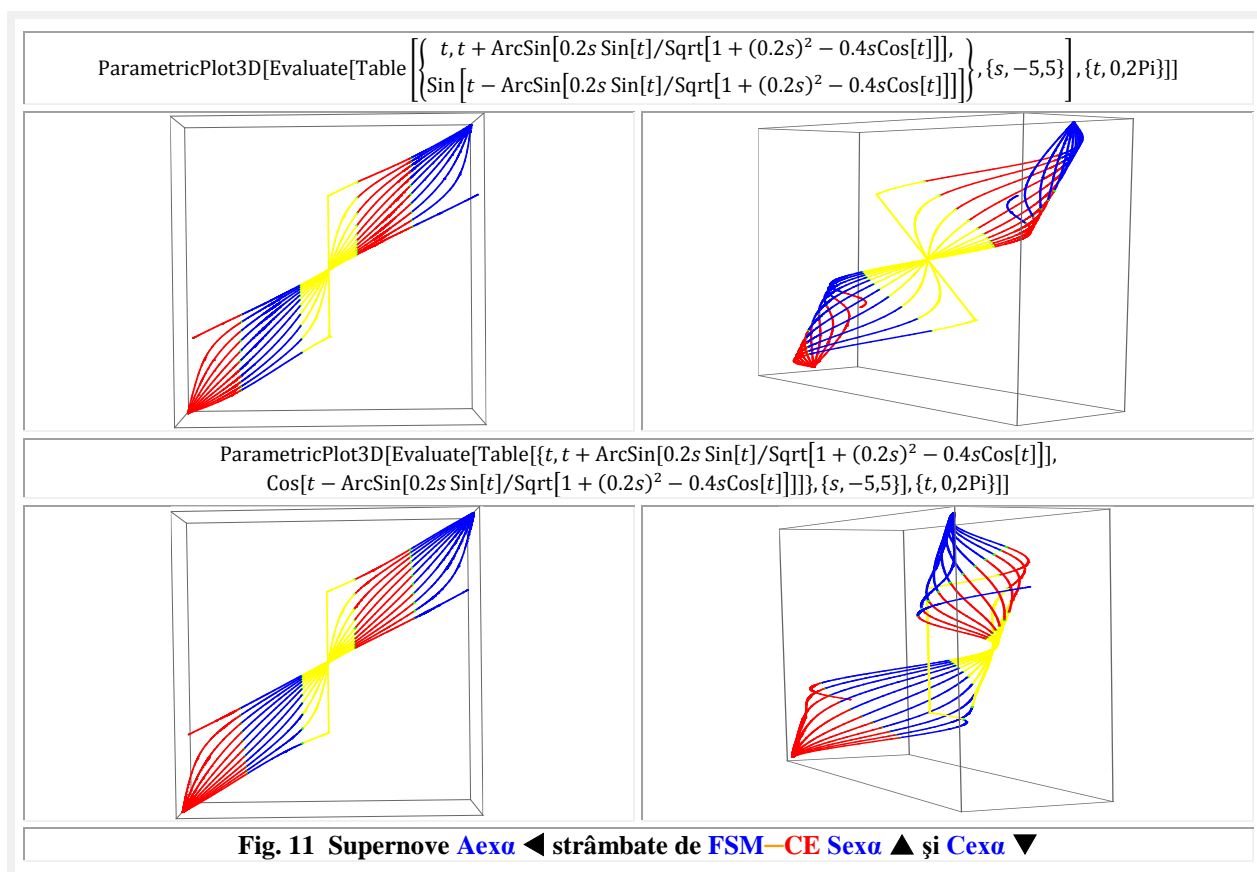 ParametricPlot3D[Evaluate[Table[{t, t + ArcSin[0.2s Sin[t]/Sqrt[1 + (0.2s)² − 0.4sCos[t]]],
Sin[t − ArcSin[0.2s Sin[t]/Sqrt[1 + (0.2s)² − 0.4sCos[t]]]]}, {s, −5,5}], {t, 0,2Pi}]]
ParametricPlot3D[Evaluate[Table[{t, t + ArcSin[0.2s Sin[t]/Sqrt[1 + (0.2s)² − 0.4sCos[t]]],
Cos[t − ArcSin[0.2s Sin[t]/Sqrt[1 + (0.2s)² − 0.4sCos[t]]]]}, {s, −5,5}], {t, 0,2Pi}]]
Fig. 11 Supernove Aexα ◄ strâmbate de FSM—CE Sexα ▲ şi Cexα ▼